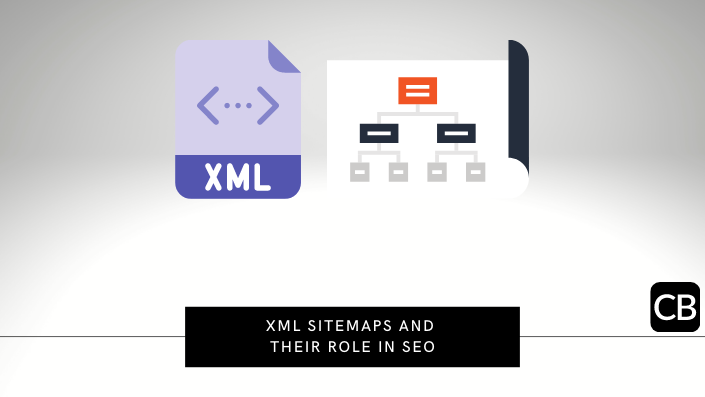 XML
CB
XML SITEMAPS AND
THEIR ROLE IN SEO